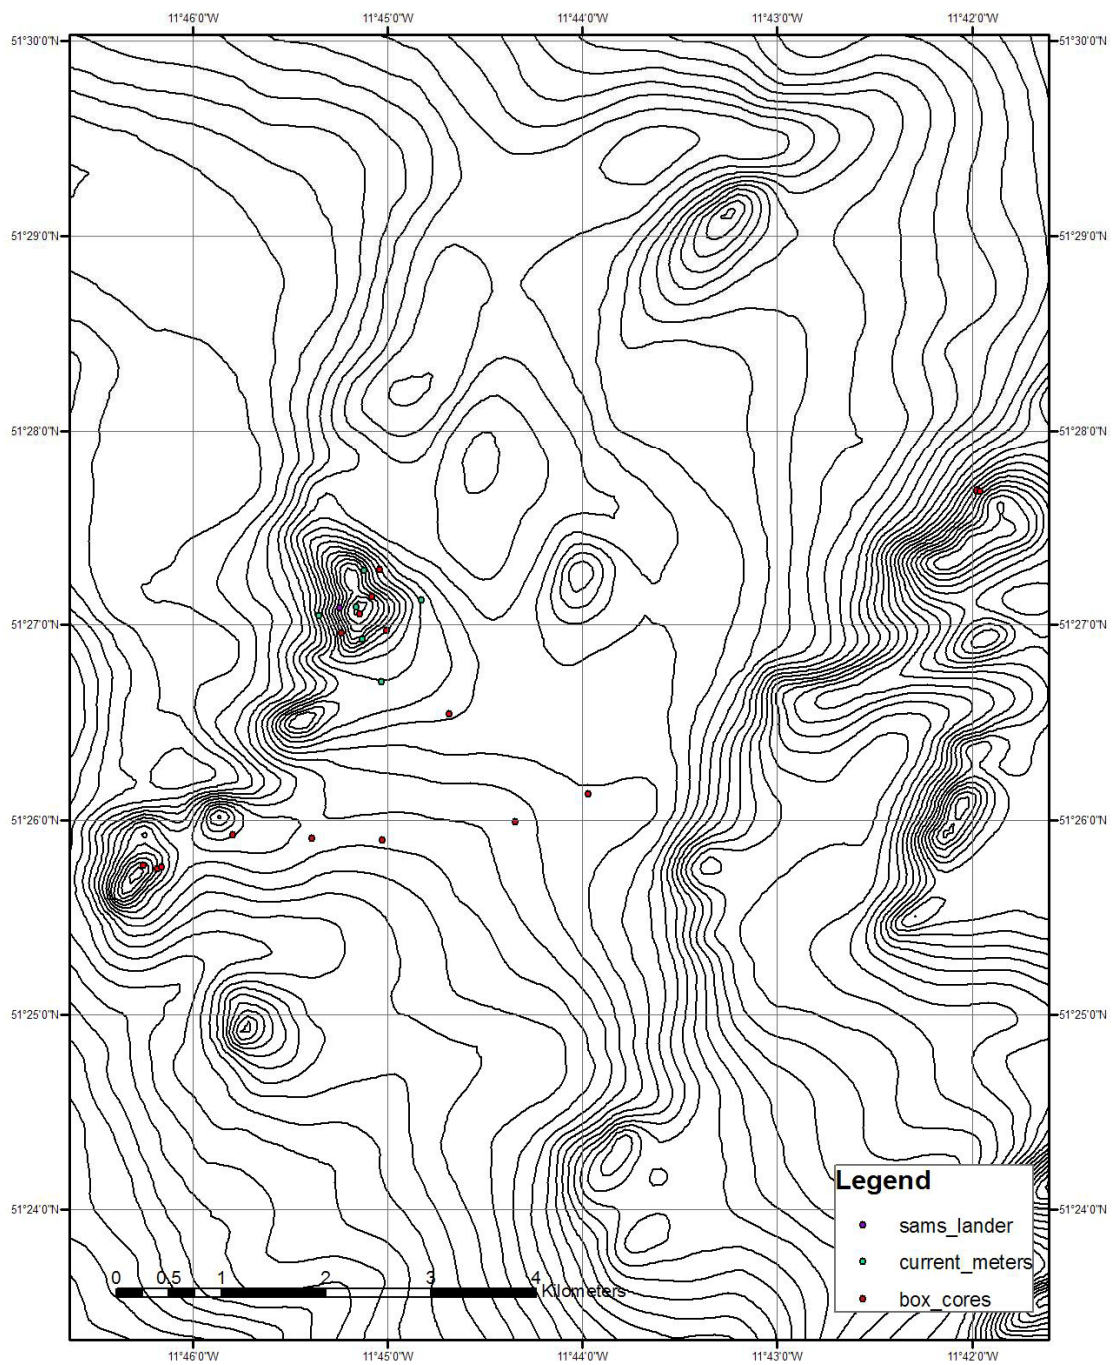 11°46'0"W 11°45'0"W 11°44'0"W 11°43'0"W 11°42'0"W
51°30'0"N 51°30'0"N
51°29'0"N 51°29'0"N
51°28'0"N 51°28'0"N
51°27'0"N 51°27'0"N
51°26'0"N 51°26'0"N
51°25'0"N 51°25'0"N
51°24'0"N 51°24'0"N
Legend
sams_lander
current_meters
box_cores
0 0.5 1 2 3 4
Kilometers
11°46'0"W 11°45'0"W 11°44'0"W 11°43'0"W 11°42'0"W